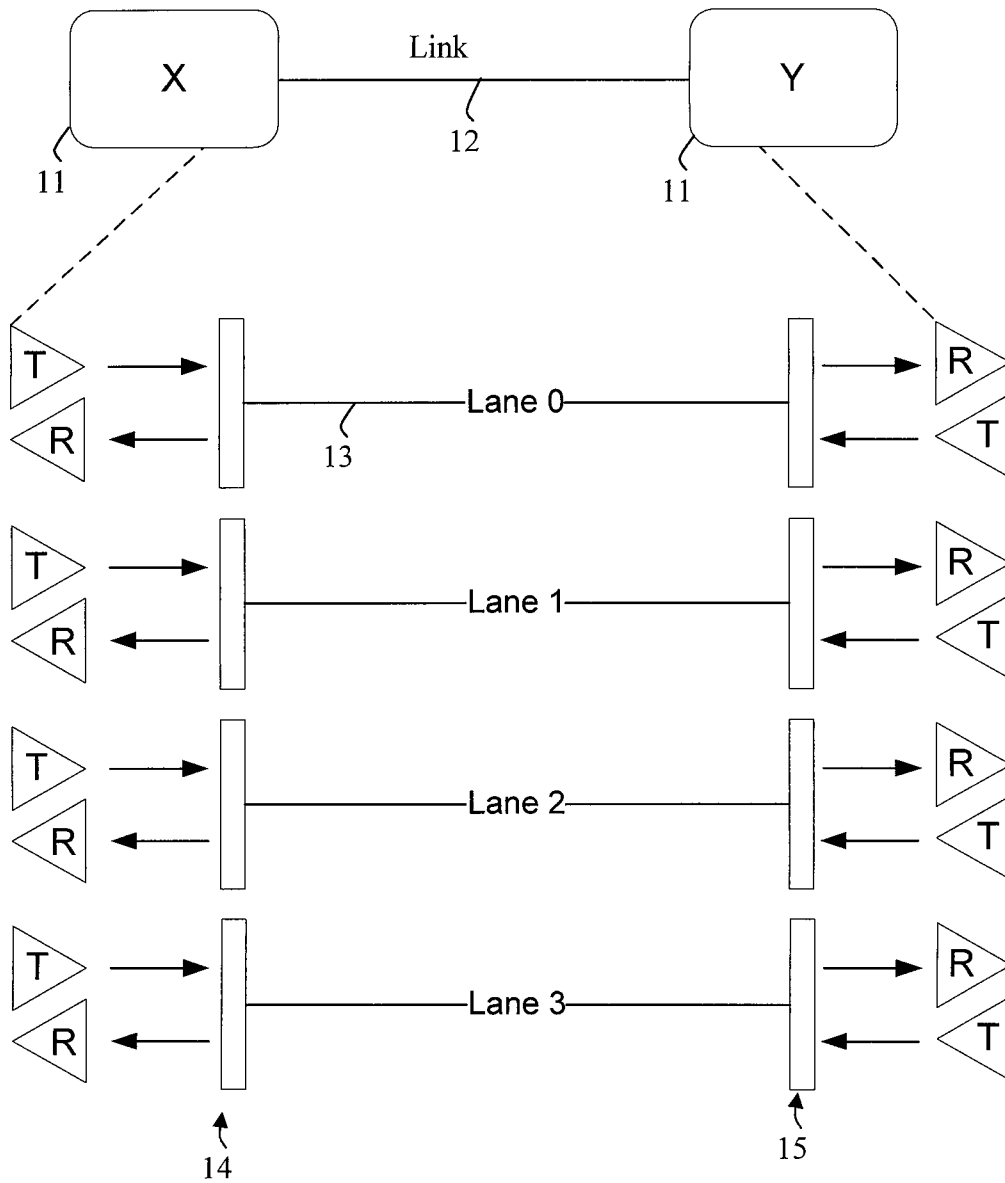 X Link Y
12
11 11
T R
Lane 0
R 13 T
T R
Lane 1
R T
T R
Lane 2
R T
T R
Lane 3
R T
14 15